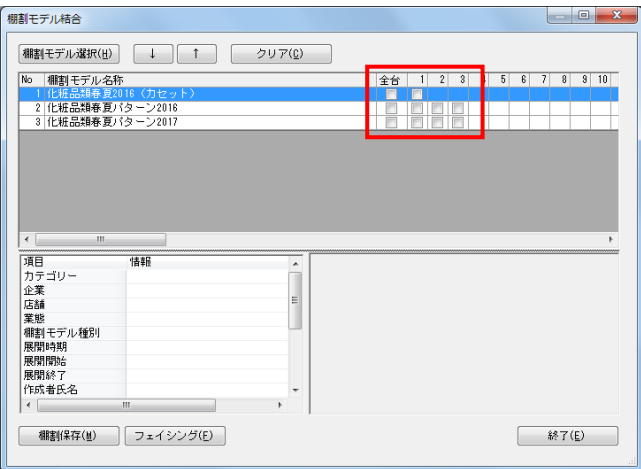 棚割モデル結合
棚割モデル選択(H) ↓ ↑ クリア(C)
No 棚割モデル名称 全台 1 2 3 4 5 6 7 8 9 10
1 化粧品類春夏2016（カセット）
2 化粧品類春夏パターン2016
3 化粧品類春夏パターン2017
項目 情報
カテゴリー
企業
店舗
業態
棚割モデル種別
展開時期
展開開始
展開終了
作成者氏名
棚割保存(M) フェイシング(F) 終了(E)